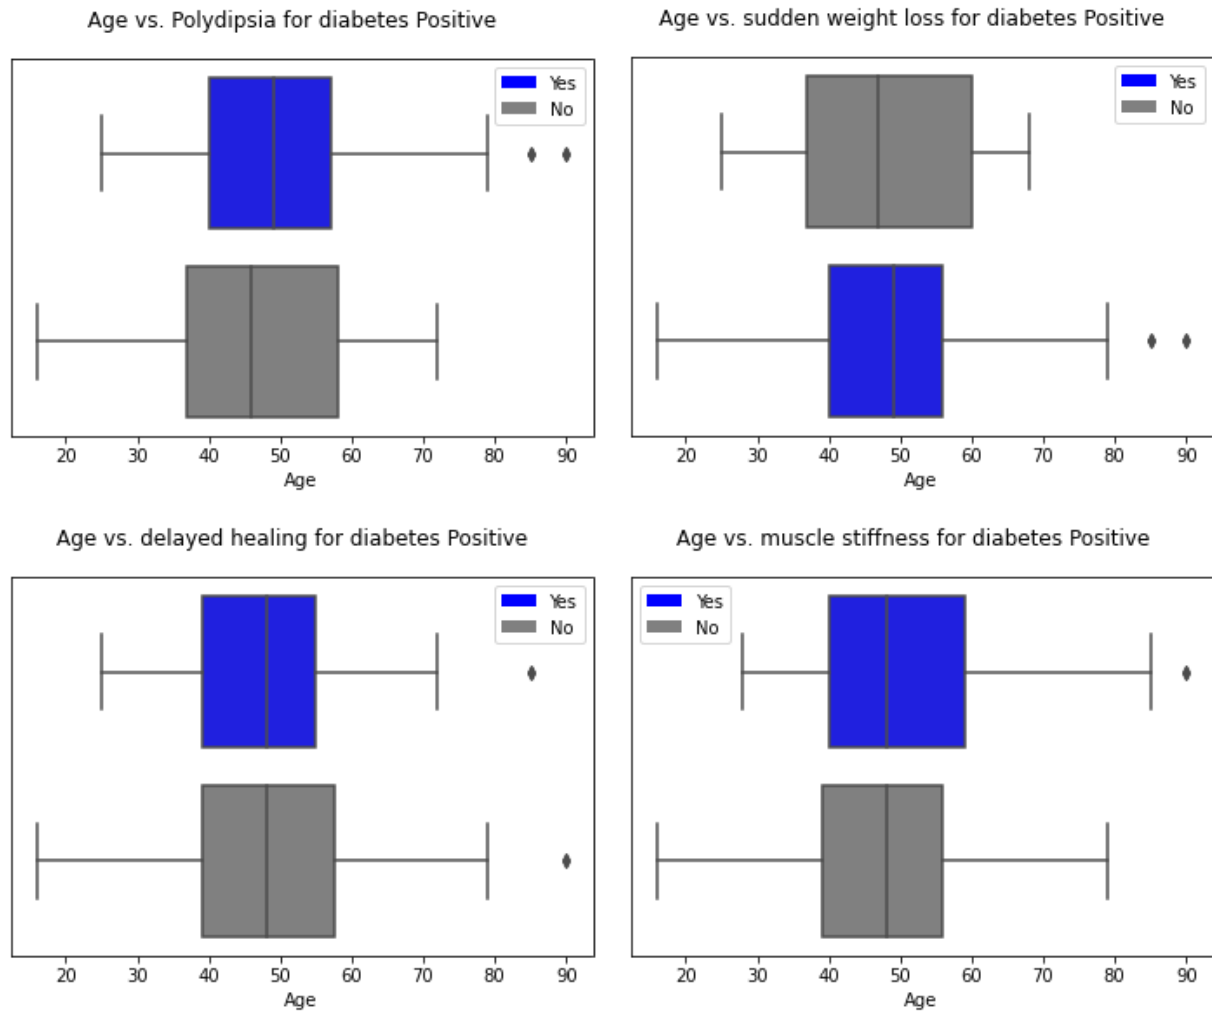 Age vs. Polydipsia for diabetes Positive
Yes
No
20 30 40 50 60 70 80 90
Age
Age vs. sudden weight loss for diabetes Positive
Yes
No
20 30 40 50 60 70 80 90
Age
Age vs. delayed healing for diabetes Positive
Yes
No
20 30 40 50 60 70 80 90
Age
Age vs. muscle stiffness for diabetes Positive
Yes
No
20 30 40 50 60 70 80 90
Age